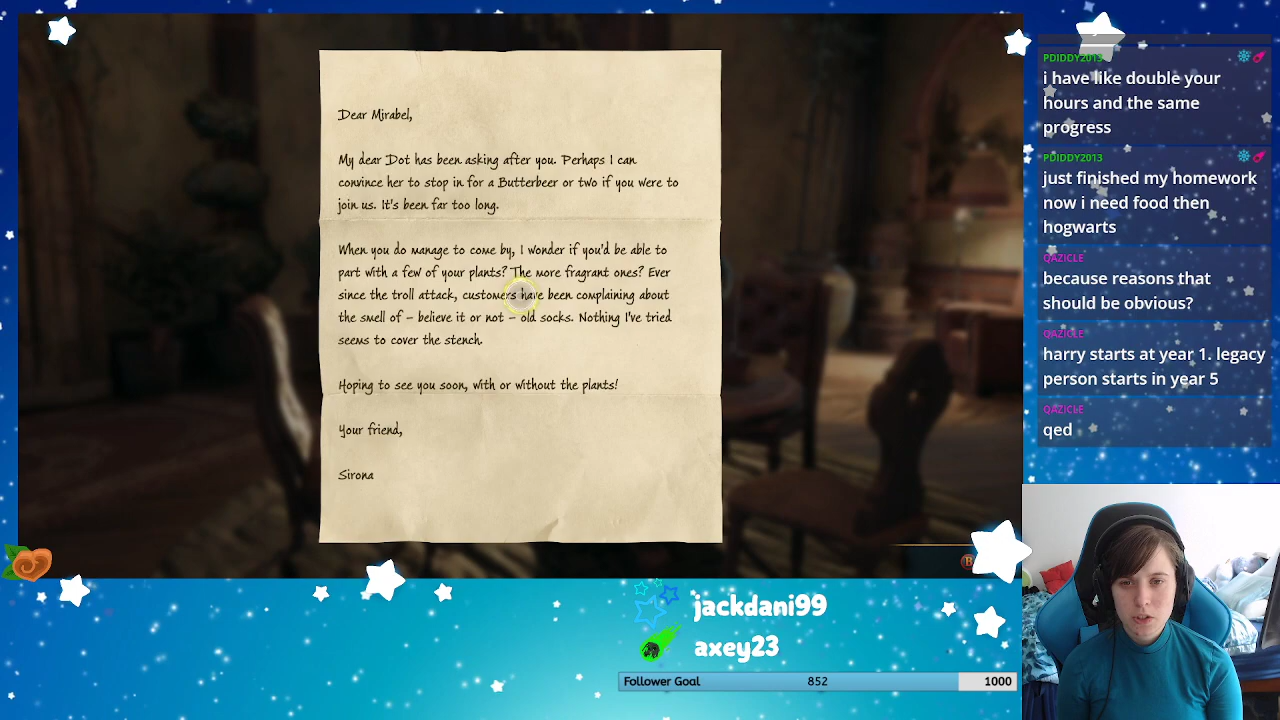 Dear Mirabel,
My dear Dot has been asking after you. Perhaps I can
convince her to stop in for a Butterbeer or two if you were to
join us. It's been far too long.
When you do manage to come by, I wonder if you'd be able to
part with a few of your plants? The more fragrant ones? Ever
since the troll attack, customers have been complaining about
the smell of – believe it or not – old socks. Nothing I've tried
seems to cover the stench.
Hoping to see you soon, with or without the plants!
Your friend,
Sirona
B
PDIDDY2013
i have like double your
hours and the same
progress
PDIDDY2013
just finished my homework
now i need food then
hogwarts
QAZICLE
because reasons that
should be obvious?
QAZICLE
harry starts at year 1. legacy
person starts in year 5
QAZICLE
qed
jackdani99
axey23
Follower Goal 852 1000